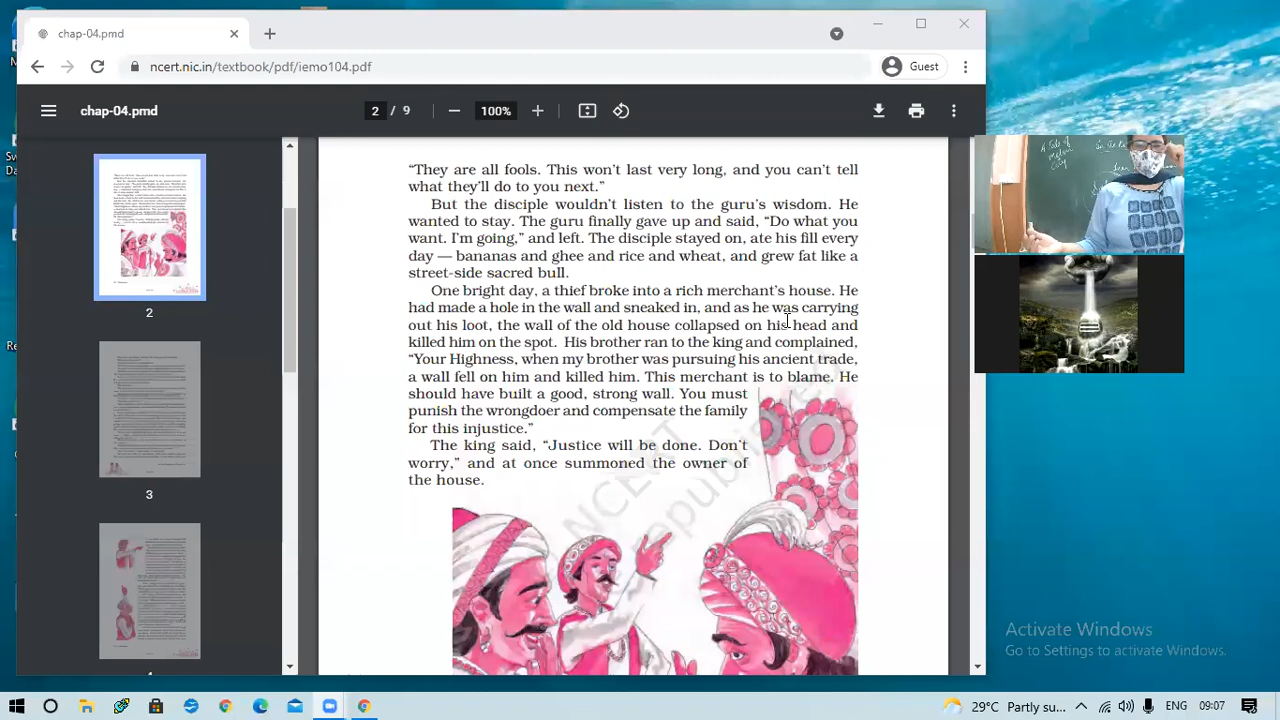 chap-04.pmd
ncert.nic.in/textbook/pdf/iemo104.pdf
Guest
chap-04.pmd
2 / 9
100%
“They are all fools. This won’t last very long, and you can’t tell
what they’ll do to you next.”
But the disciple wouldn’t listen to the guru’s wisdom. He
wanted to stay. The guru finally gave up and said, “Do what you
want. I’m going,” and left. The disciple stayed on, ate his fill every
day — bananas and ghee and rice and wheat, and grew fat like a
street-side sacred bull.
One bright day, a thief broke into a rich merchant’s house. He
had made a hole in the wall and sneaked in, and as he was carrying
out his loot, the wall of the old house collapsed on his head and
killed him on the spot. His brother ran to the king and complained,
“Your Highness, when my brother was pursuing his ancient trade,
a wall fell on him and killed him. This merchant is to blame. He
should have built a good, strong wall. You must
punish the wrongdoer and compensate the family
for this injustice.”
The king said, “Justice will be done. Don’t
worry,” and at once summoned the owner of
the house.
2
3
Activate Windows
Go to Settings to activate Windows.
29°C Partly su...
ENG
09:07